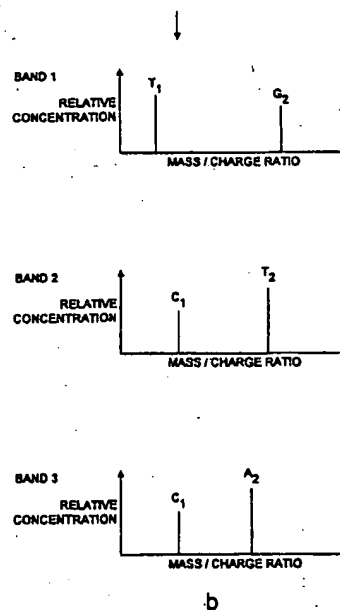 BAND 1
T1
G2
RELATIVE
CONCENTRATION
MASS / CHARGE RATIO
BAND 2
C1
T2
RELATIVE
CONCENTRATION
MASS / CHARGE RATIO
BAND 3
C1
A2
RELATIVE
CONCENTRATION
MASS / CHARGE RATIO
b